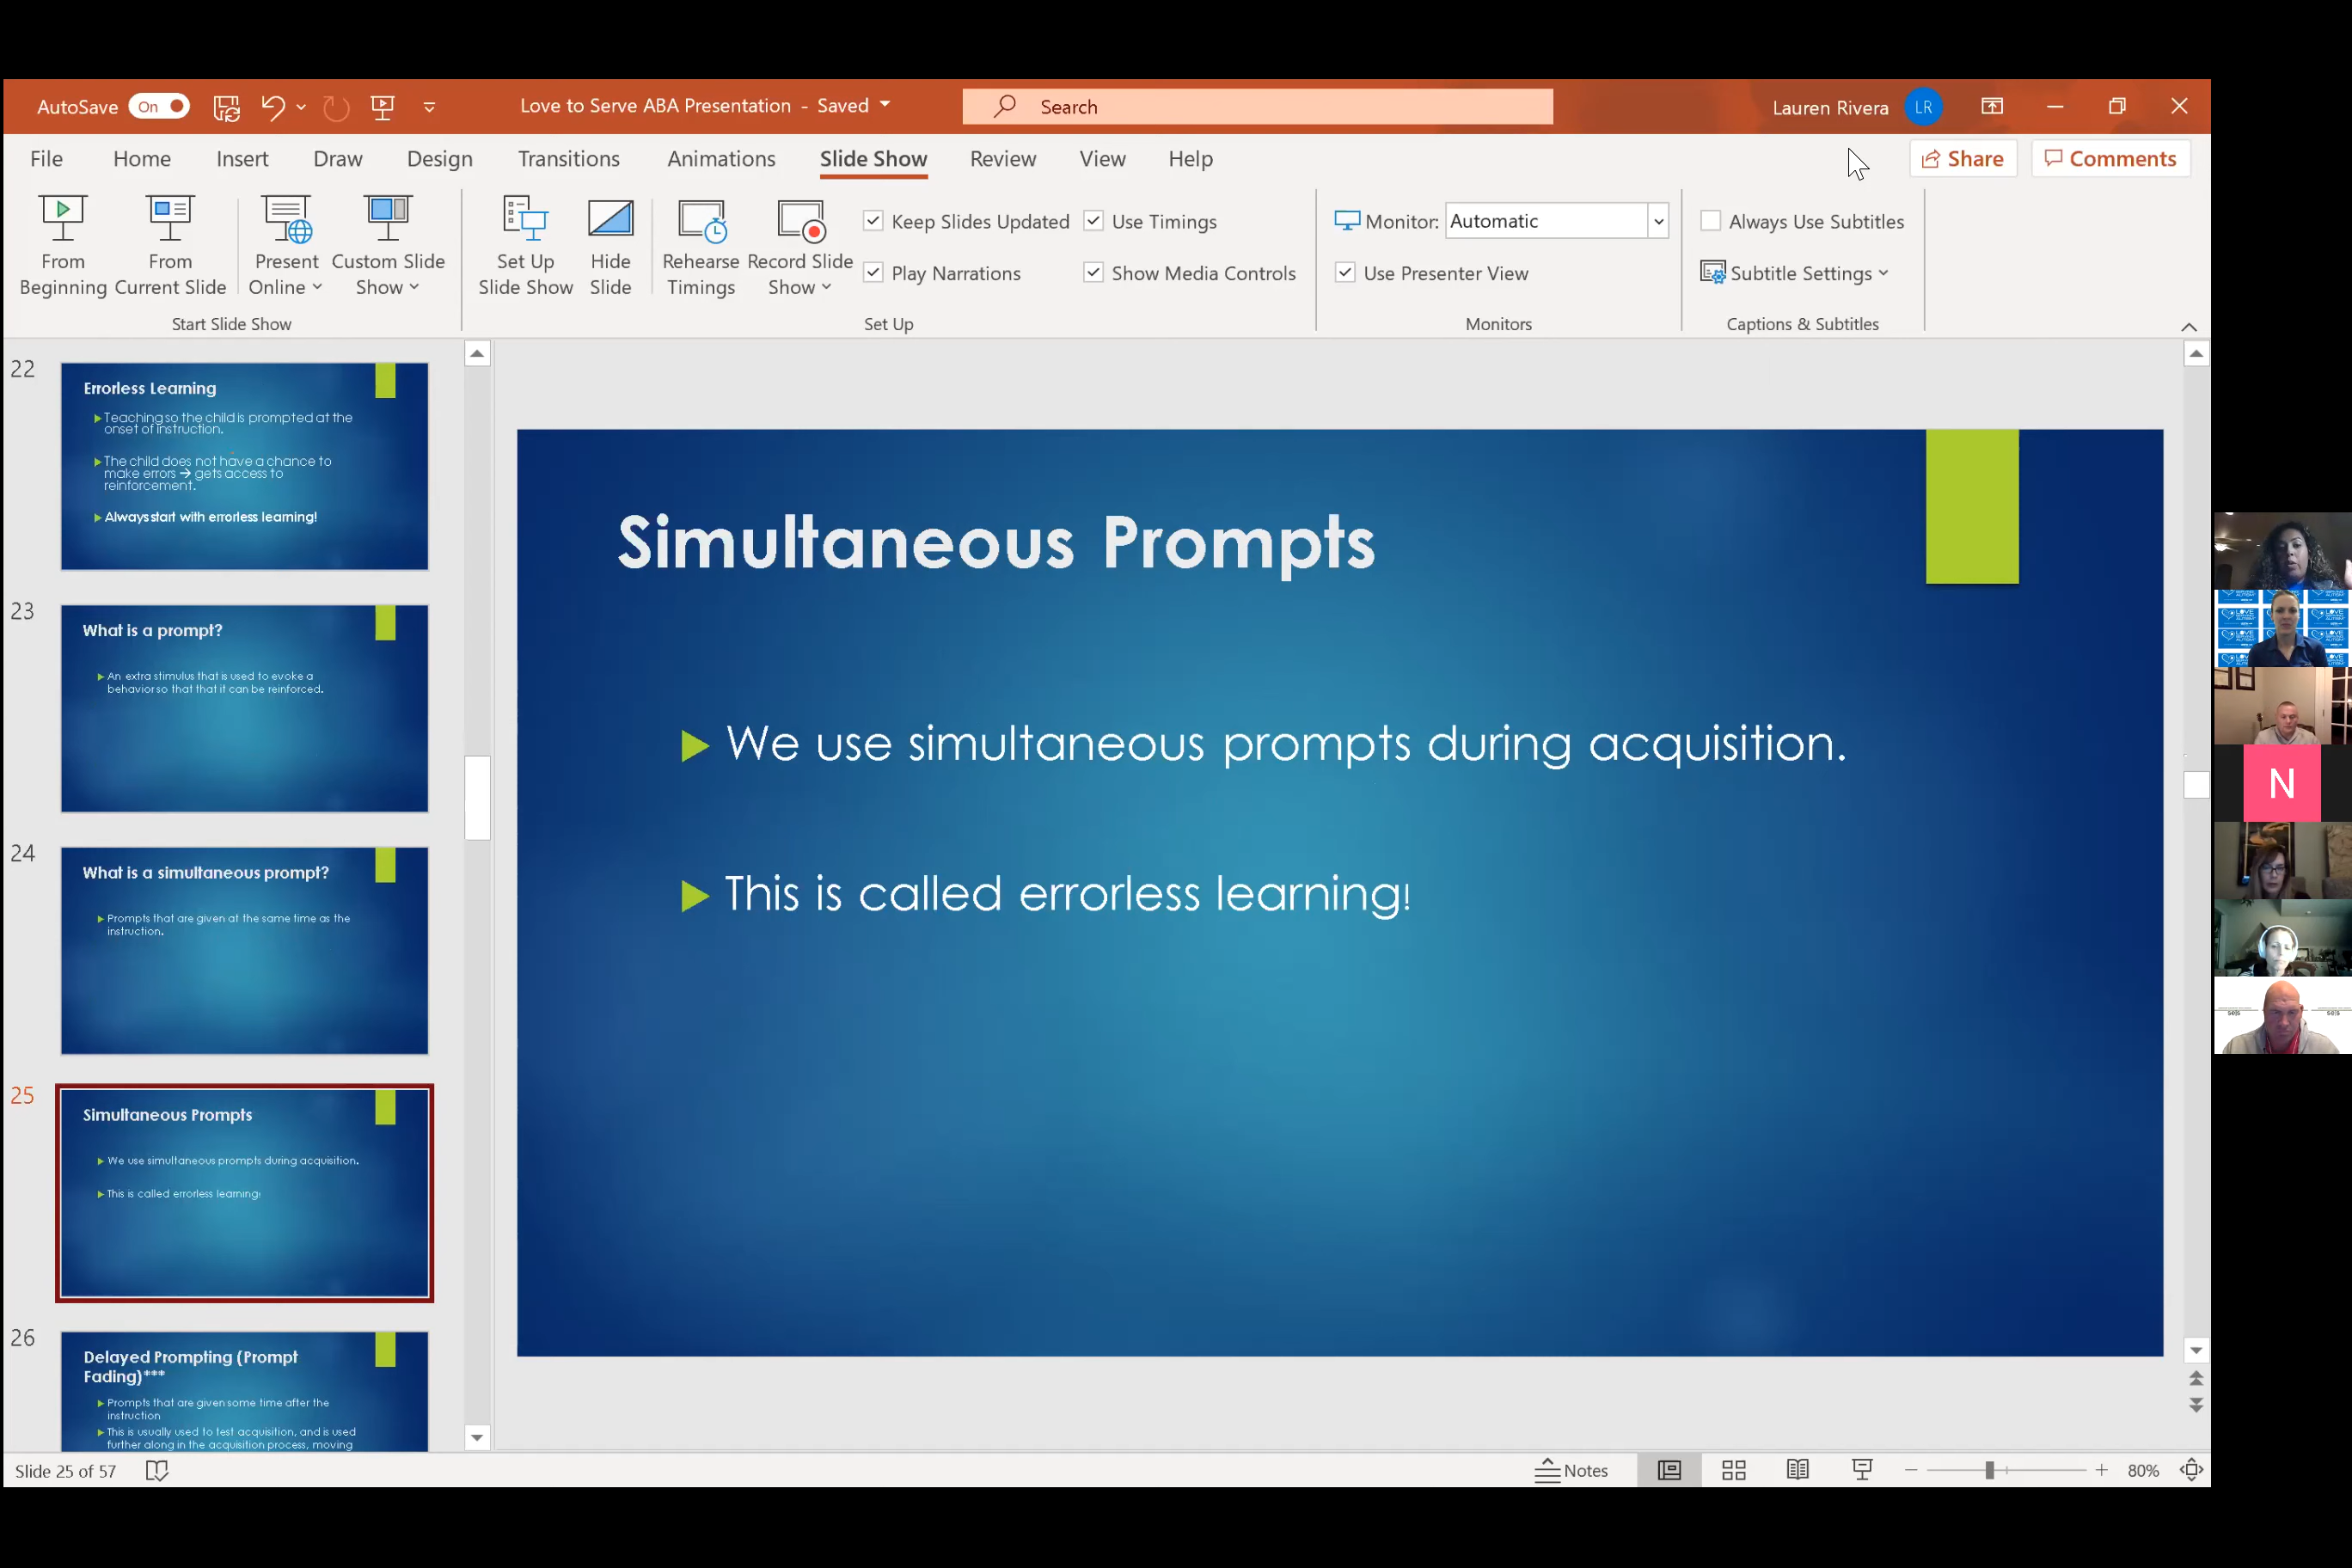 AutoSave On Love to Serve ABA Presentation - Saved Search Lauren Rivera LR
File Home Insert Draw Design Transitions Animations Slide Show Review View Help Share Comments
From Beginning
From Current Slide
Present Online
Custom Slide Show
Start Slide Show
Set Up Slide Show
Hide Slide
Rehearse Timings
Record Slide Show
Keep Slides Updated
Play Narrations
Use Timings
Show Media Controls
Set Up
Monitor: Automatic
Use Presenter View
Monitors
Always Use Subtitles
Subtitle Settings
Captions & Subtitles
22
Errorless Learning
Teaching so the child is prompted at the
onset of instruction.
The child does not have a chance to
make errors → gets access to
reinforcement.
Always start with errorless learning!
23
What is a prompt?
An extra stimulus that is used to evoke a
behavior so that that it can be reinforced.
24
What is a simultaneous prompt?
Prompts that are given at the same time as the
instruction.
25
Simultaneous Prompts
We use simultaneous prompts during acquisition.
This is called errorless learning!
26
Delayed Prompting (Prompt
Fading)***
Prompts that are given some time after the
instruction
This is usually used to test acquisition, and is used
further along in the acquisition process, moving
Simultaneous Prompts
We use simultaneous prompts during acquisition.
This is called errorless learning!
N
Slide 25 of 57 Notes 80%